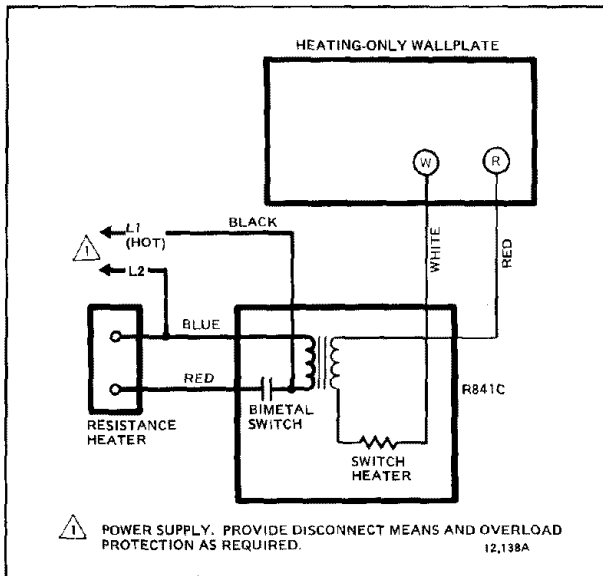 HEATING-ONLY WALLPLATE
W
R
BLACK
L1
(HOT)
1
L2
WHITE
RED
BLUE
RED
R841C
BIMETAL
SWITCH
RESISTANCE
HEATER
SWITCH
HEATER
1 POWER SUPPLY. PROVIDE DISCONNECT MEANS AND OVERLOAD
PROTECTION AS REQUIRED.
12,138A